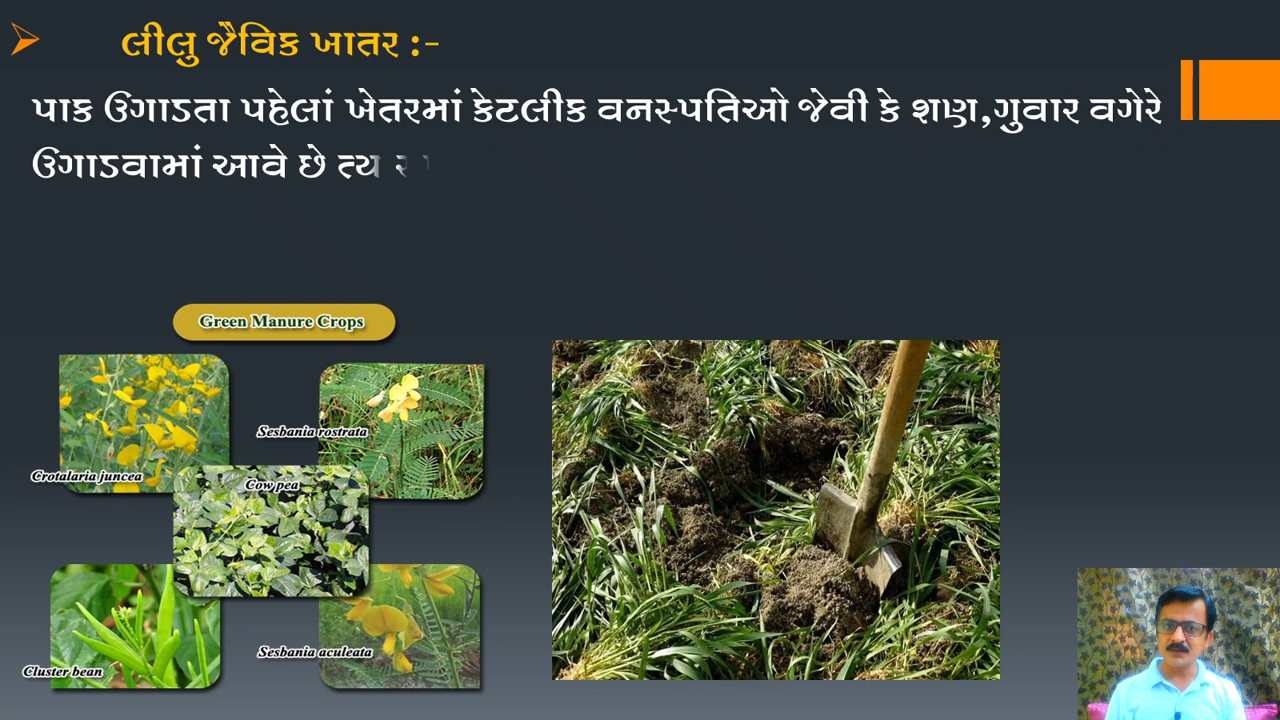 લીલુ જૈવિક ખાતર :-
પાક ઉગાડતા પહેલાં ખેતરમાં કેટલીક વનસ્પતિઓ જેવી કે શણ,ગુવાર વગેરે
ઉગાડવામાં આવે છે
Green Manure Crops
Sesbania rostrata
Crotalaria juncea
Cow pea
Sesbania aculeata
Cluster bean